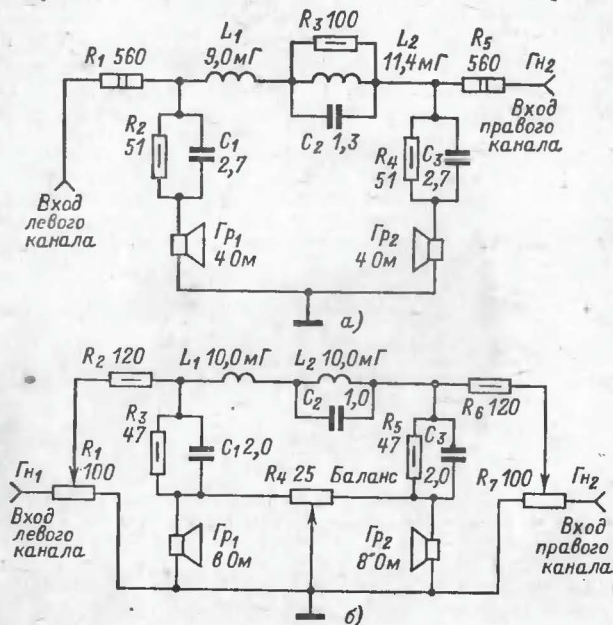 R₃ 100
L₁
9,0мГ
L₂
11,4мГ
R₁ 560
R₅
560
Гн₂
Вход
правого
канала
R₂
51
C₁
2,7
C₂ 1,3
R₄
51
C₃
2,7
Вход
левого
канала
Гр₁
4 Ом
Гр₂
4 Ом
а)
R₂ 120
L₁ 10,0мГ
L₂ 10,0мГ
C₂ 1,0
R₆ 120
R₃
47
C₁ 2,0
R₅
47
C₃
2,0
R₁
100
R₄ 25
Баланс
R₇ 100
Гн₁
Гн₂
Вход
левого
канала
Гр₁
8 Ом
Гр₂
8 Ом
Вход
правого
канала
б)